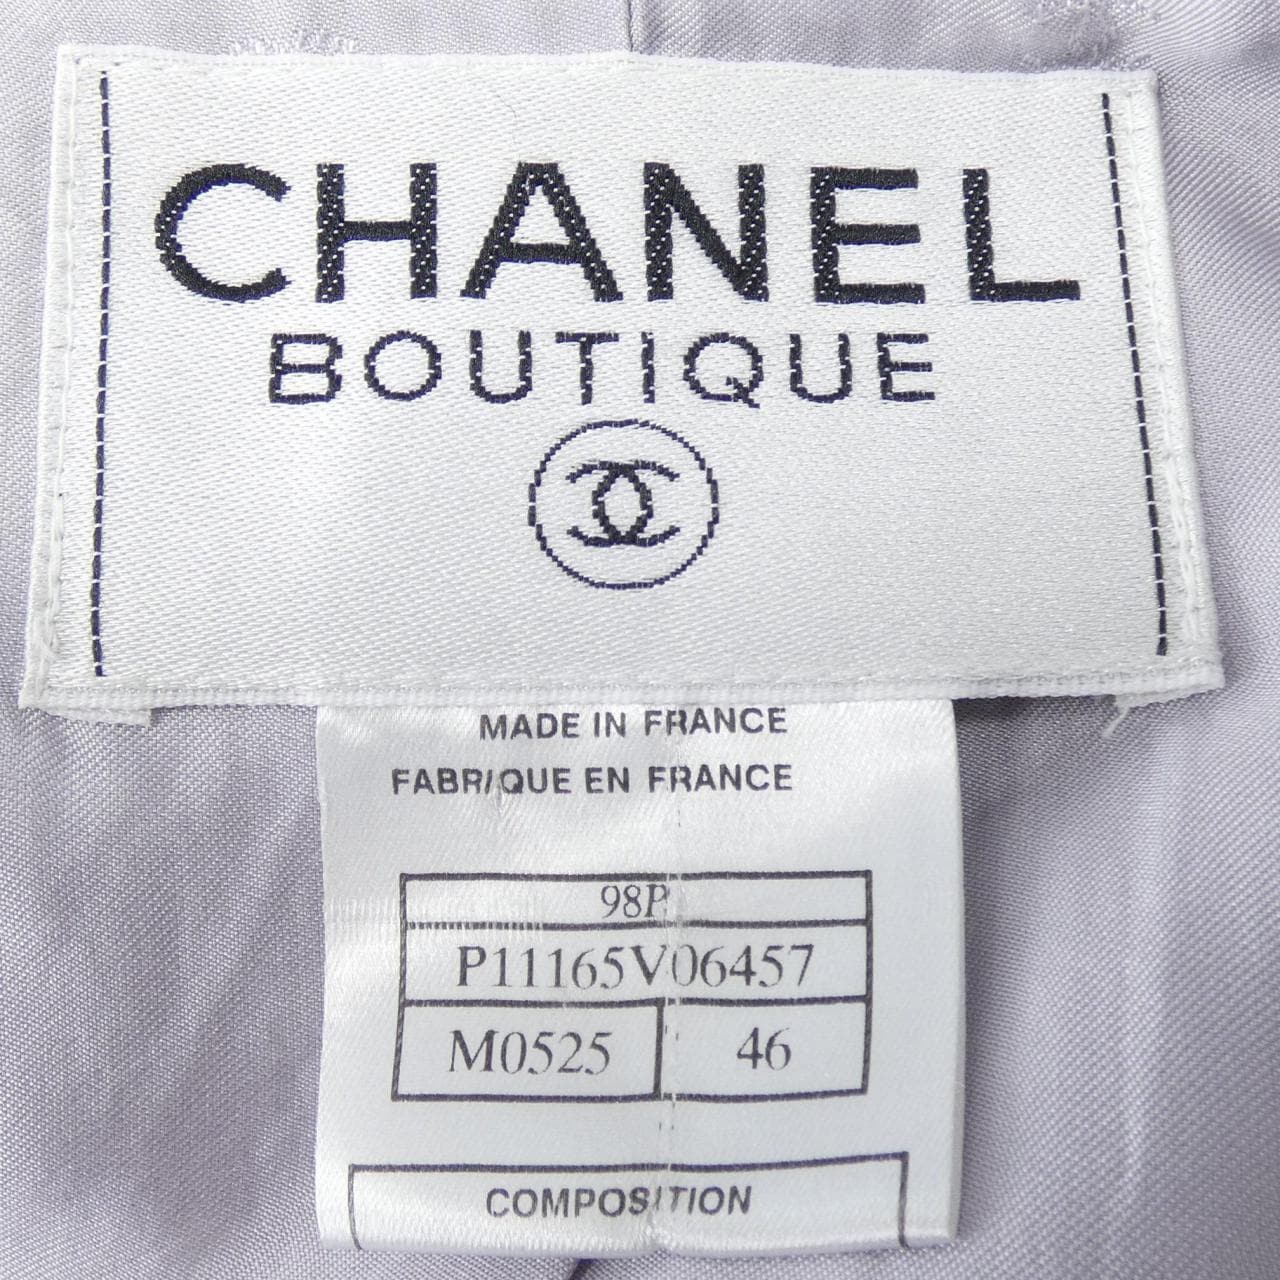 CHANEL
BOUTIQUE
MADE IN FRANCE
FABRIQUE EN FRANCE
98P
P11165V06457
M0525 46
COMPOSITION